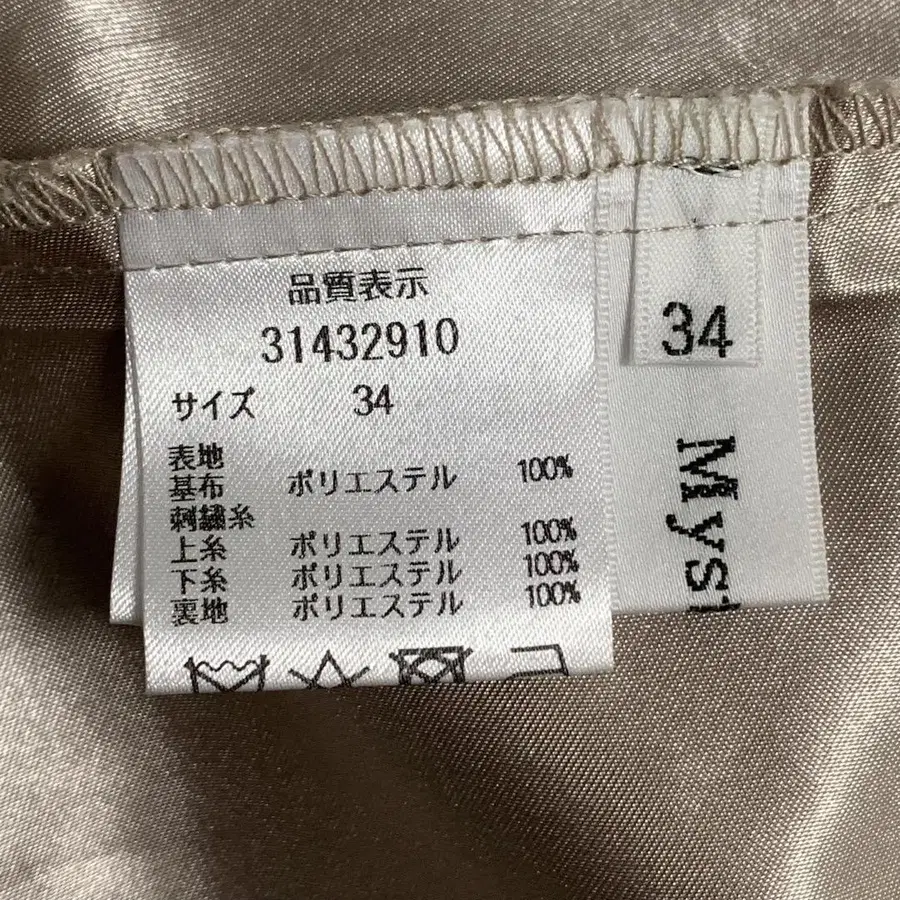 品質表示
31432910
サイズ 34
表地
基布 ポリエステル 100%
刺繍糸
上糸 ポリエステル 100%
下糸 ポリエステル 100%
裏地 ポリエステル 100%
34